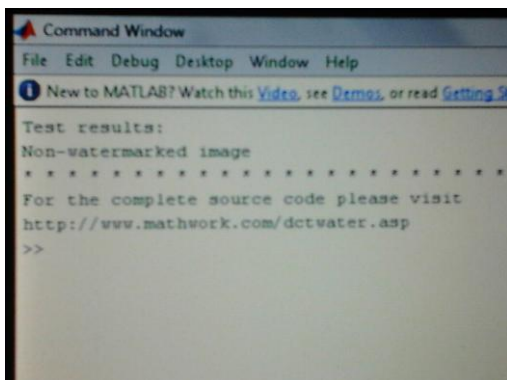 Command Window
File Edit Debug Desktop Window Help
New to MATLAB? Watch this Video, see Demos, or read Getting
Test results:
Non-watermarked image
* * * * * * * * * * * * * * * * * * * * * *
For the complete source code please visit
http://www.mathwork.com/dctwater.asp
>>